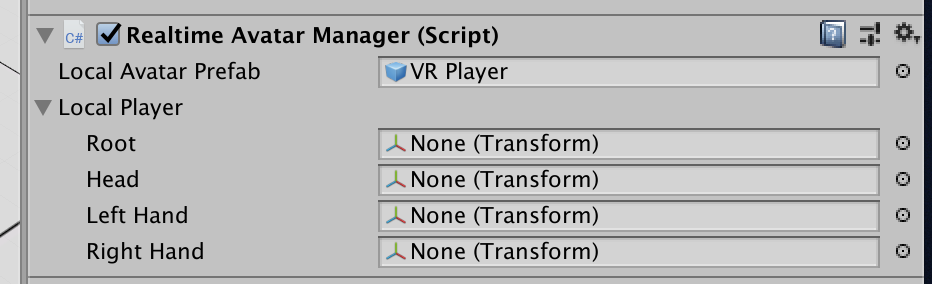 C# Realtime Avatar Manager (Script)
Local Avatar Prefab VR Player
Local Player
Root None (Transform)
Head None (Transform)
Left Hand None (Transform)
Right Hand None (Transform)